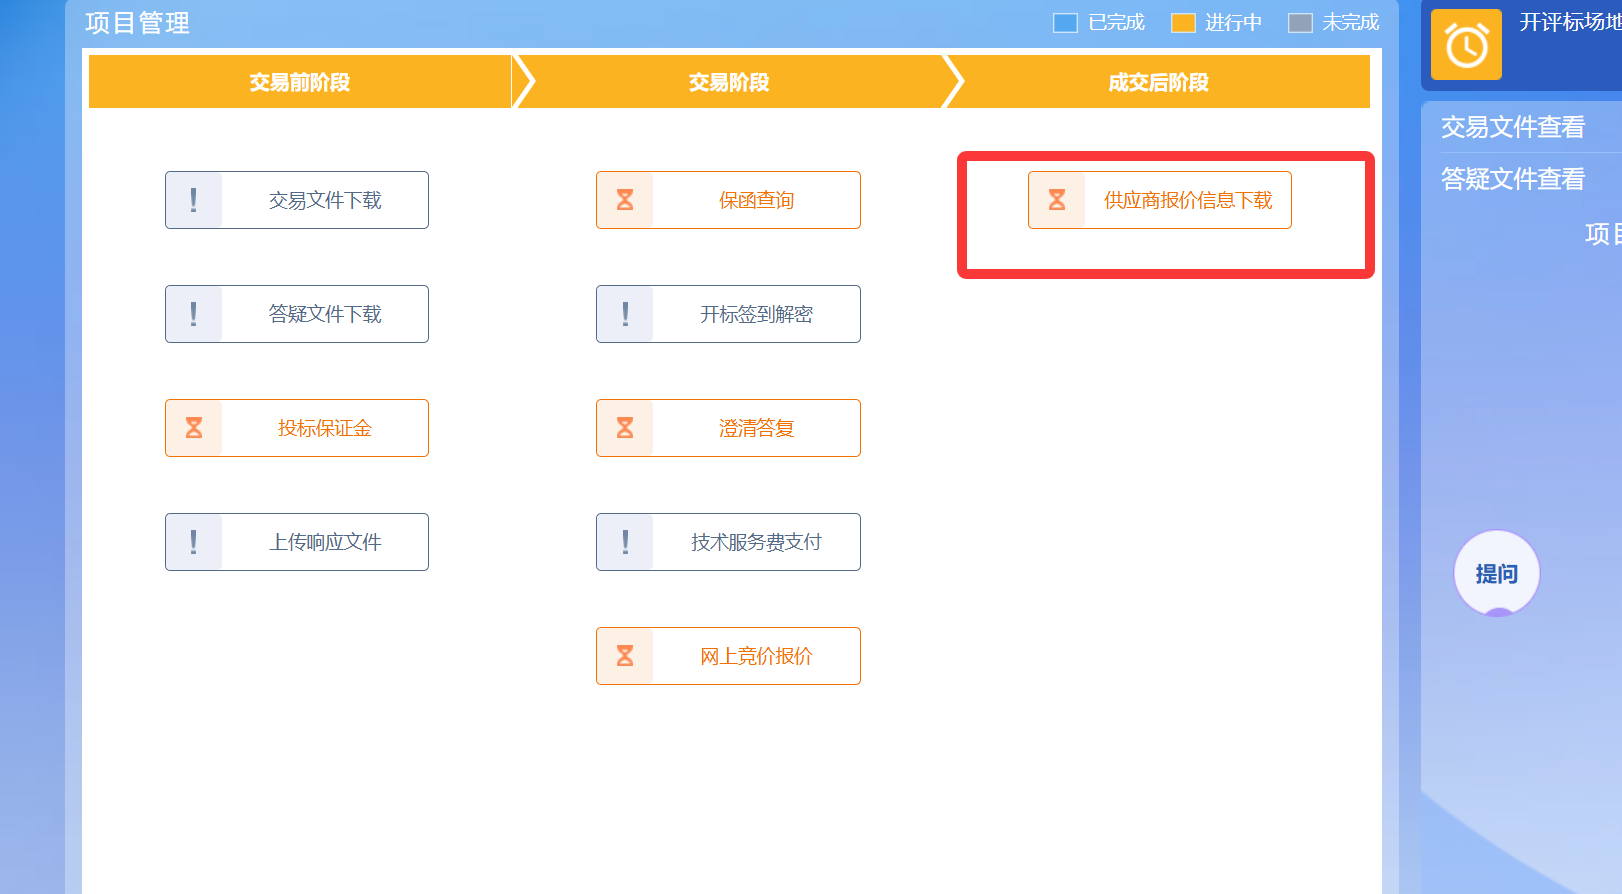 项目管理
已完成 进行中 未完成
交易前阶段 交易阶段 成交后阶段
交易文件下载
保函查询
供应商报价信息下载
答疑文件下载
开标签到解密
投标保证金
澄清答复
上传响应文件
技术服务费支付
网上竞价报价
开评标场地
交易文件查看
答疑文件查看
项目
提问